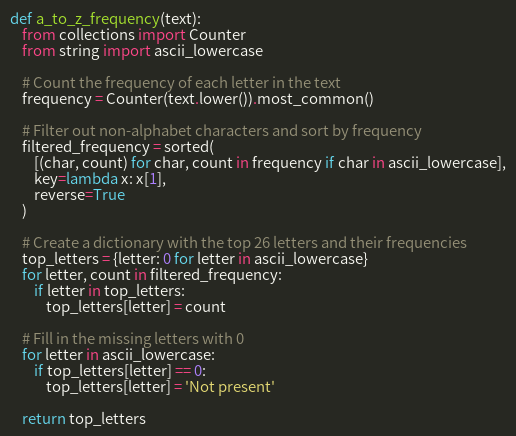 def a_to_z_frequency(text):
    from collections import Counter
    from string import ascii_lowercase

    # Count the frequency of each letter in the text
    frequency = Counter(text.lower()).most_common()

    # Filter out non-alphabet characters and sort by frequency
    filtered_frequency = sorted(
        [(char, count) for char, count in frequency if char in ascii_lowercase],
        key=lambda x: x[1],
        reverse=True
    )

    # Create a dictionary with the top 26 letters and their frequencies
    top_letters = {letter: 0 for letter in ascii_lowercase}
    for letter, count in filtered_frequency:
        if letter in top_letters:
            top_letters[letter] = count

    # Fill in the missing letters with 0
    for letter in ascii_lowercase:
        if top_letters[letter] == 0:
            top_letters[letter] = 'Not present'

    return top_letters